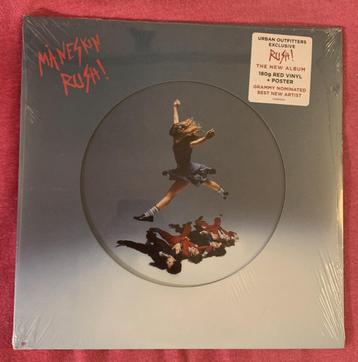 MÅNESKIN
RUSH!
URBAN OUTFITTERS
EXCLUSIVE
RUSH!
THE NEW ALBUM
180g RED VINYL
+ POSTER
GRAMMY NOMINATED
BEST NEW ARTIST